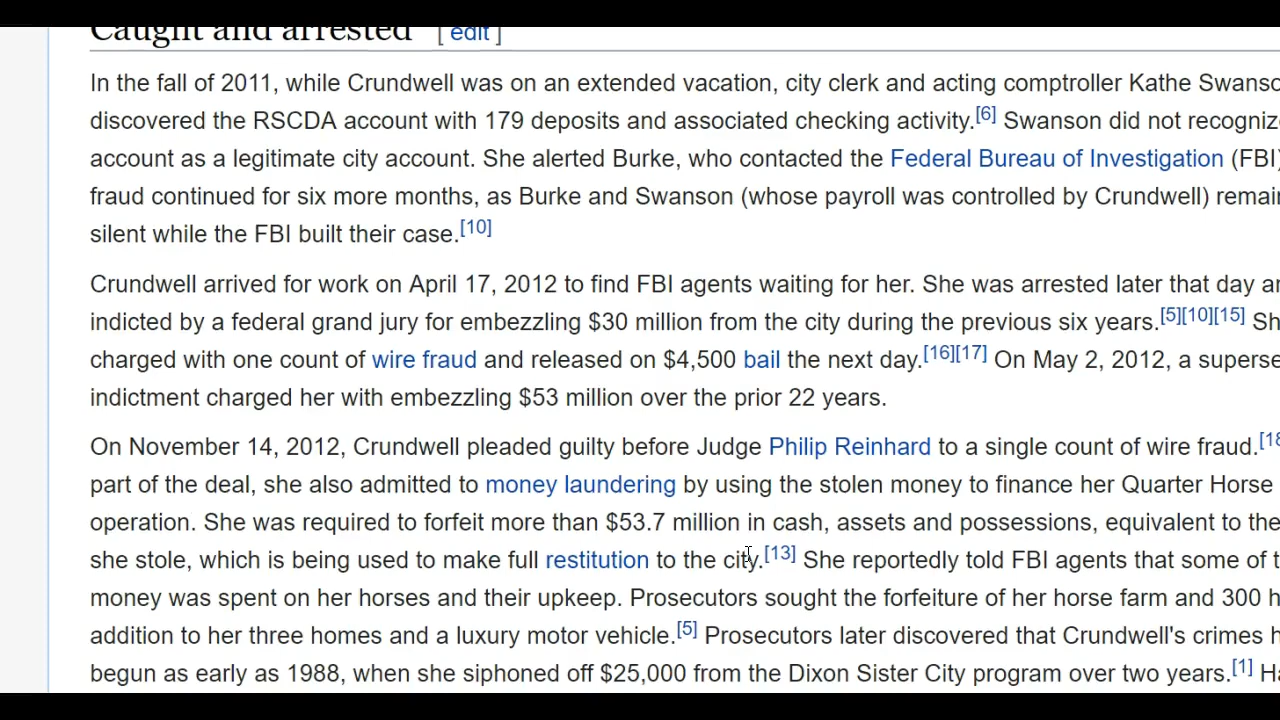 Caught and arrested [ edit ]
In the fall of 2011, while Crundwell was on an extended vacation, city clerk and acting comptroller Kathe
discovered the RSCDA account with 179 deposits and associated checking activity.[6] Swanson did not
account as a legitimate city account. She alerted Burke, who contacted the Federal Bureau of Investigation (FBI)
fraud continued for six more months, as Burke and Swanson (whose payroll was controlled by Crundwell)
silent while the FBI built their case.[10]
Crundwell arrived for work on April 17, 2012 to find FBI agents waiting for her. She was arrested later that day
indicted by a federal grand jury for embezzling $30 million from the city during the previous six years.[5][10][15]
charged with one count of wire fraud and released on $4,500 bail the next day.[16][17] On May 2, 2012, a
indictment charged her with embezzling $53 million over the prior 22 years.
On November 14, 2012, Crundwell pleaded guilty before Judge Philip Reinhard to a single count of wire fraud.
part of the deal, she also admitted to money laundering by using the stolen money to finance her Quarter Horse
operation. She was required to forfeit more than $53.7 million in cash, assets and possessions, equivalent to the
she stole, which is being used to make full restitution to the city.[13] She reportedly told FBI agents that some of
money was spent on her horses and their upkeep. Prosecutors sought the forfeiture of her horse farm and 300
addition to her three homes and a luxury motor vehicle.[5] Prosecutors later discovered that Crundwell's crimes
begun as early as 1988, when she siphoned off $25,000 from the Dixon Sister City program over two years.[1]